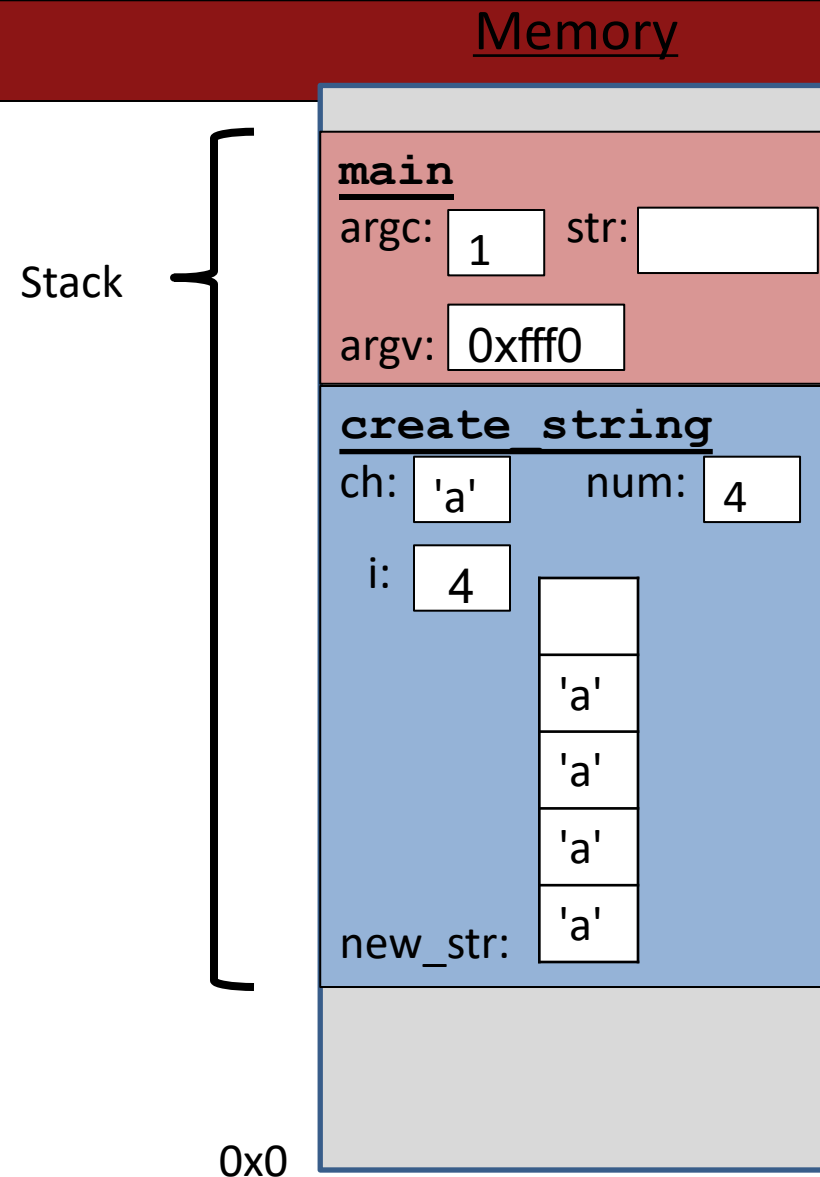 Memory
main
argc: 1 str:
Stack
argv: 0xfff0
create_string
ch: 'a' num: 4
i: 4
'a'
'a'
'a'
'a'
new_str:
0x0